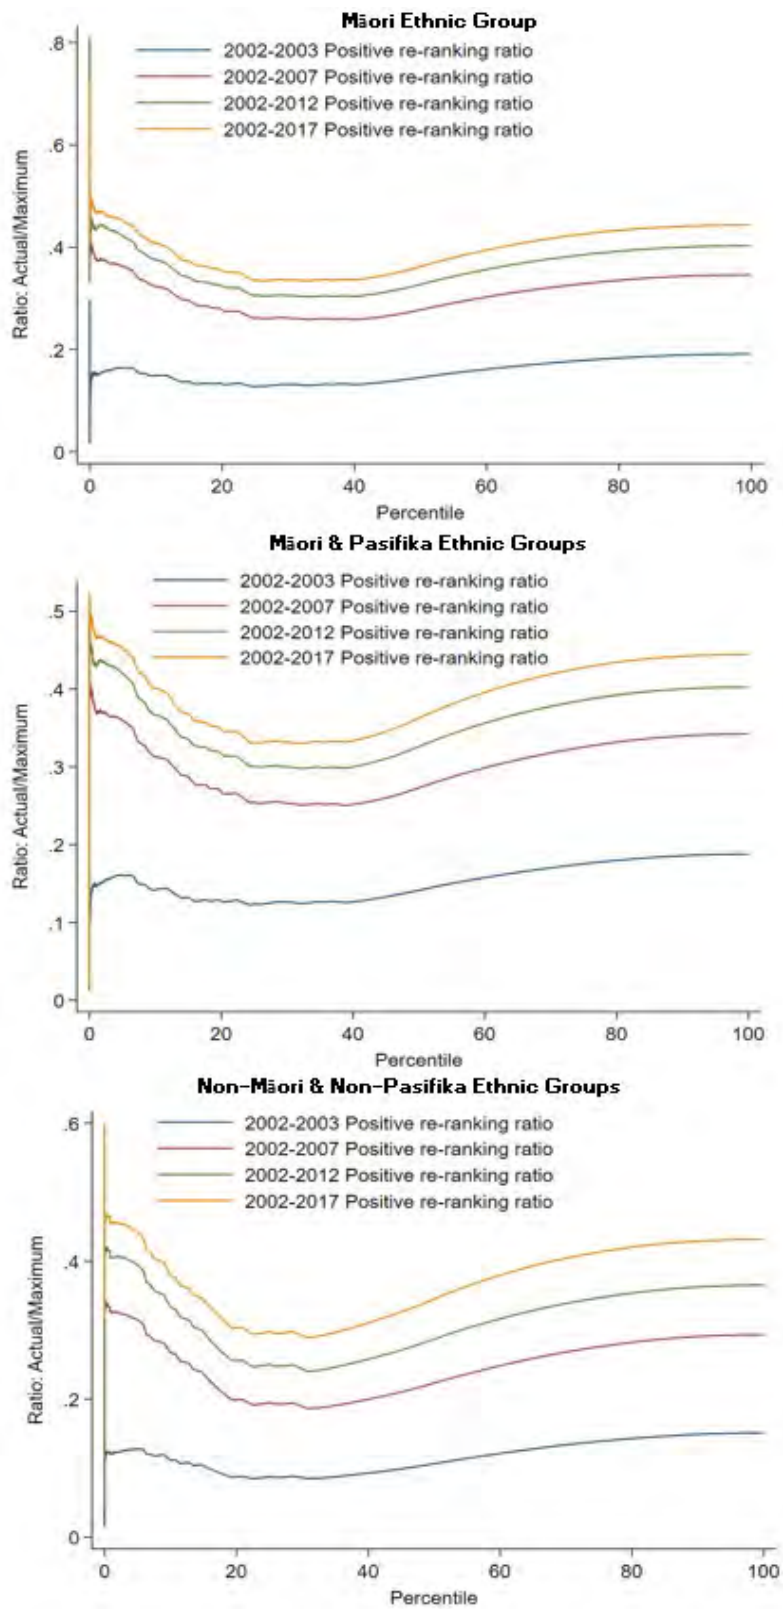 Māori Ethnic Group
2002-2003 Positive re-ranking ratio
2002-2007 Positive re-ranking ratio
2002-2012 Positive re-ranking ratio
2002-2017 Positive re-ranking ratio
Ratio: Actual/Maximum
.8
.6
.4
.2
0
0 20 40 60 80 100
Percentile
Māori & Pasifika Ethnic Groups
2002-2003 Positive re-ranking ratio
2002-2007 Positive re-ranking ratio
2002-2012 Positive re-ranking ratio
2002-2017 Positive re-ranking ratio
Ratio: Actual/Maximum
.5
.4
.3
.2
.1
0
0 20 40 60 80 100
Percentile
Non-Māori & Non-Pasifika Ethnic Groups
2002-2003 Positive re-ranking ratio
2002-2007 Positive re-ranking ratio
2002-2012 Positive re-ranking ratio
2002-2017 Positive re-ranking ratio
Ratio: Actual/Maximum
.6
.4
.2
0
0 20 40 60 80 100
Percentile